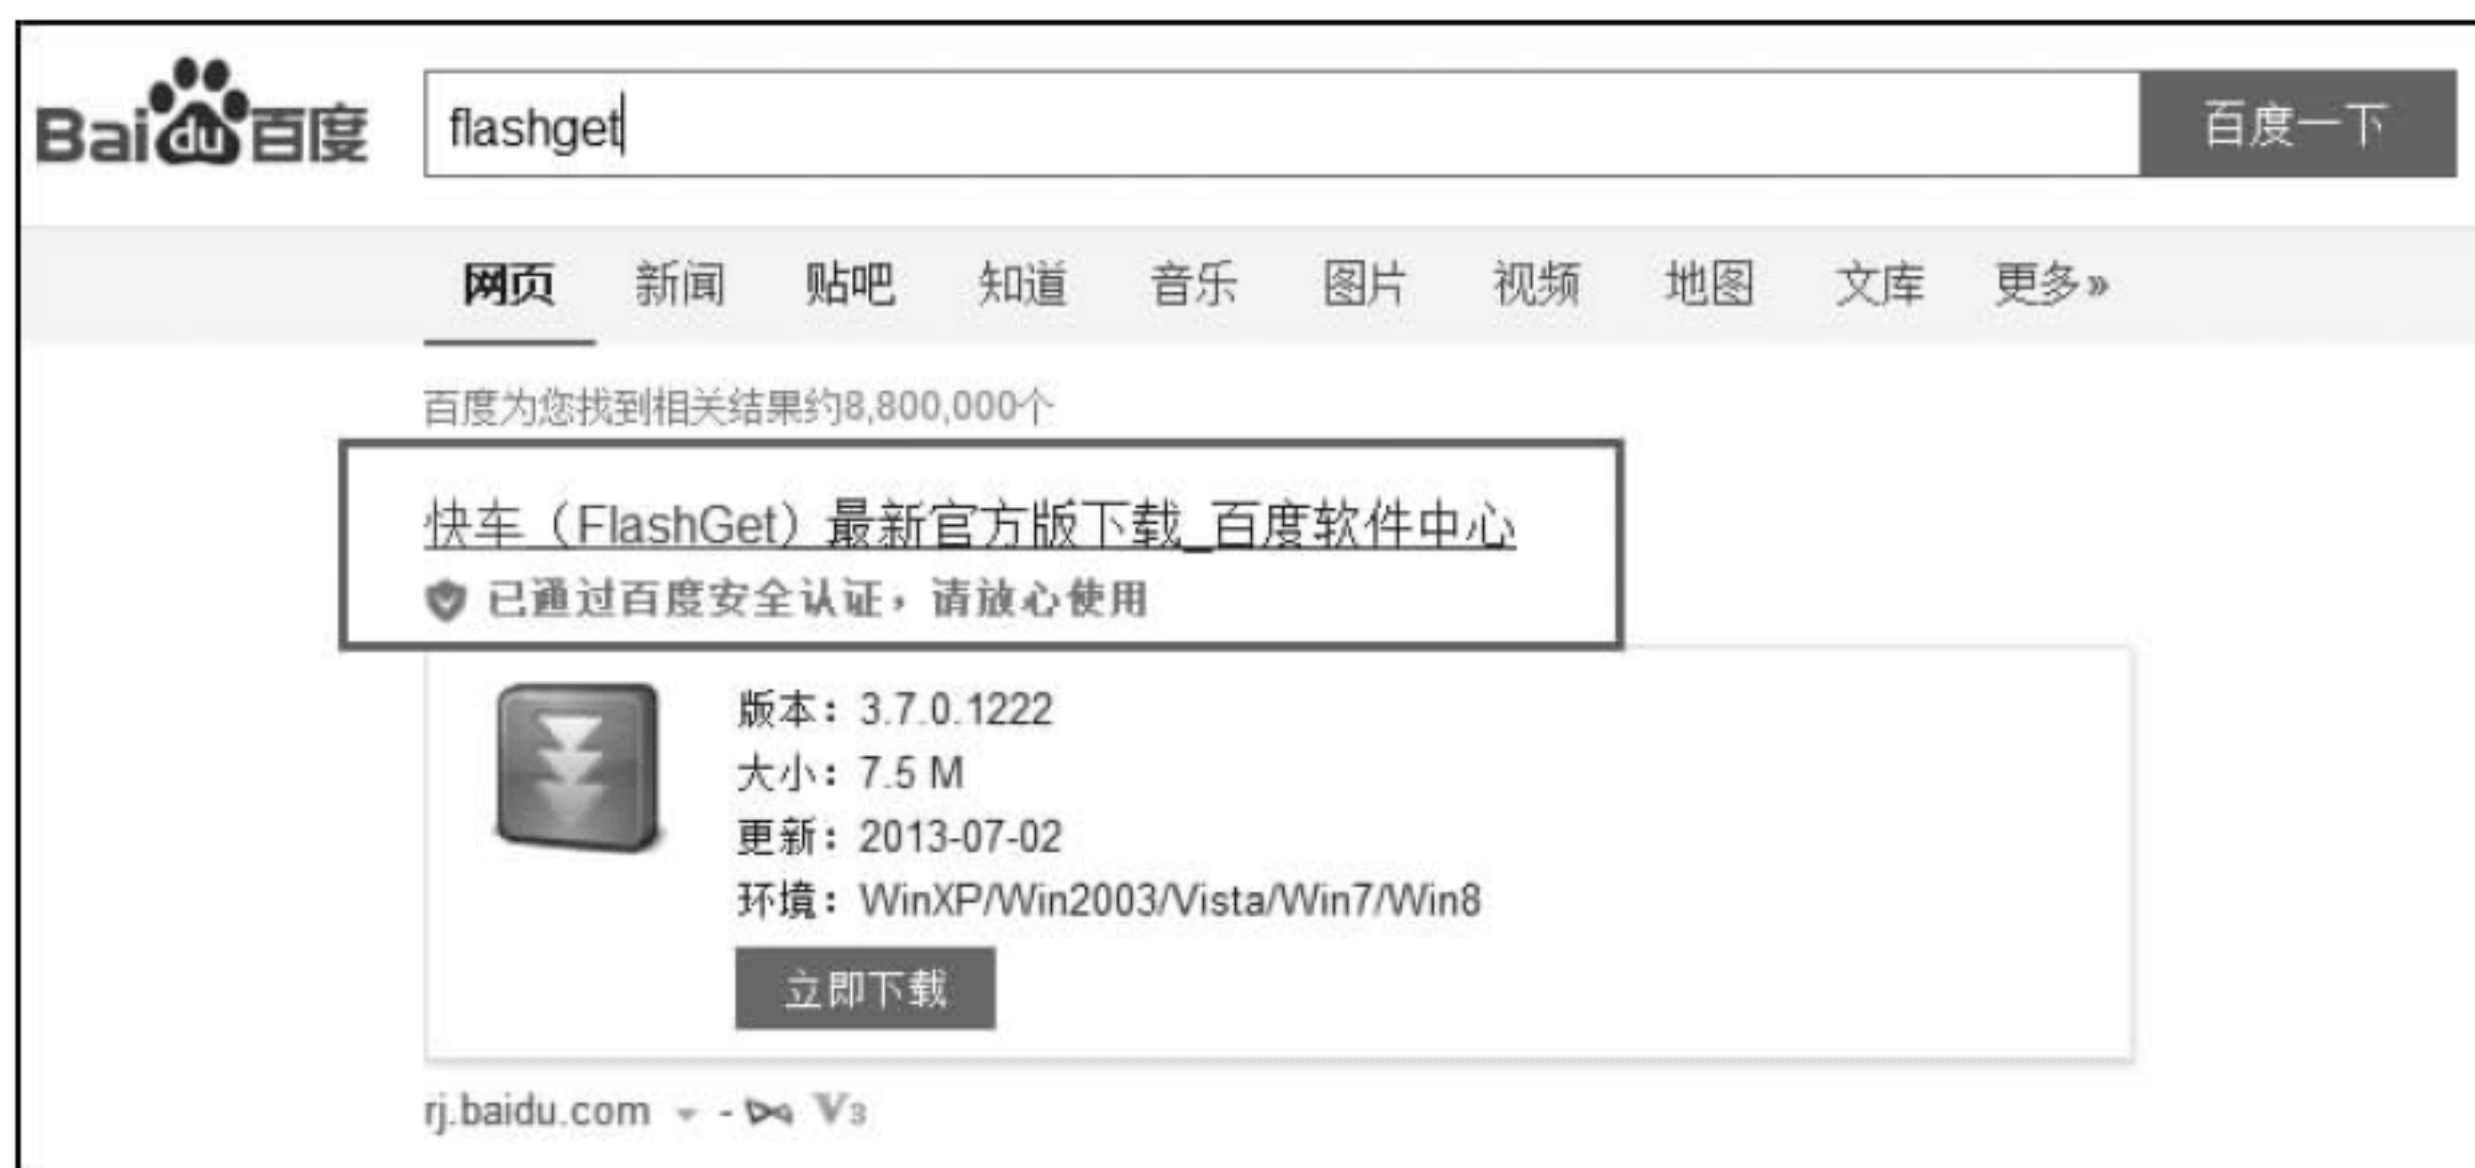 Baidu百度 flashget 百度一下
网页 新闻 贴吧 知道 音乐 图片 视频 地图 文库 更多»
百度为您找到相关结果约8,800,000个
快车（FlashGet）最新官方版下载_百度软件中心
已通过百度安全认证，请放心使用
版本：3.7.0.1222
大小：7.5 M
更新：2013-07-02
环境：WinXP/Win2003/Vista/Win7/Win8
立即下载
rj.baidu.com - V3